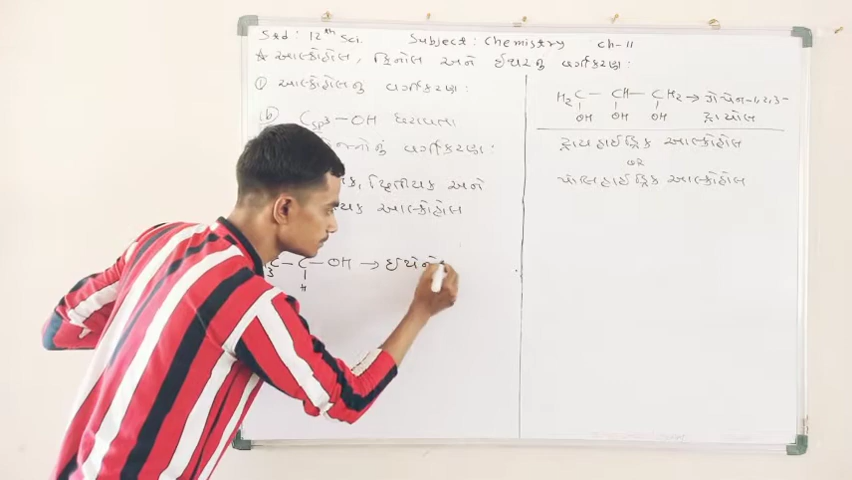 Std : 12th Sci. Subject : Chemistry Ch-11
* આલ્કોહોલ, ફિનોલ અને ઈથરનું વર્ગીકરણ :
① આલ્કોહોલનું વર્ગીકરણ :
(b) Csp3 — OH ધરાવતા
નું વર્ગીકરણ :
દ્વિતીયક અને
આલ્કોહોલ
3 C — C — OH → ઈથેનો
H
H2C — CH — CH2 → પ્રોપેન-1,2,3-
OH OH OH ટ્રાયોલ
ટ્રાયહાઈડ્રિક આલ્કોહોલ
OR
પોલિહાઈડ્રિક આલ્કોહોલ